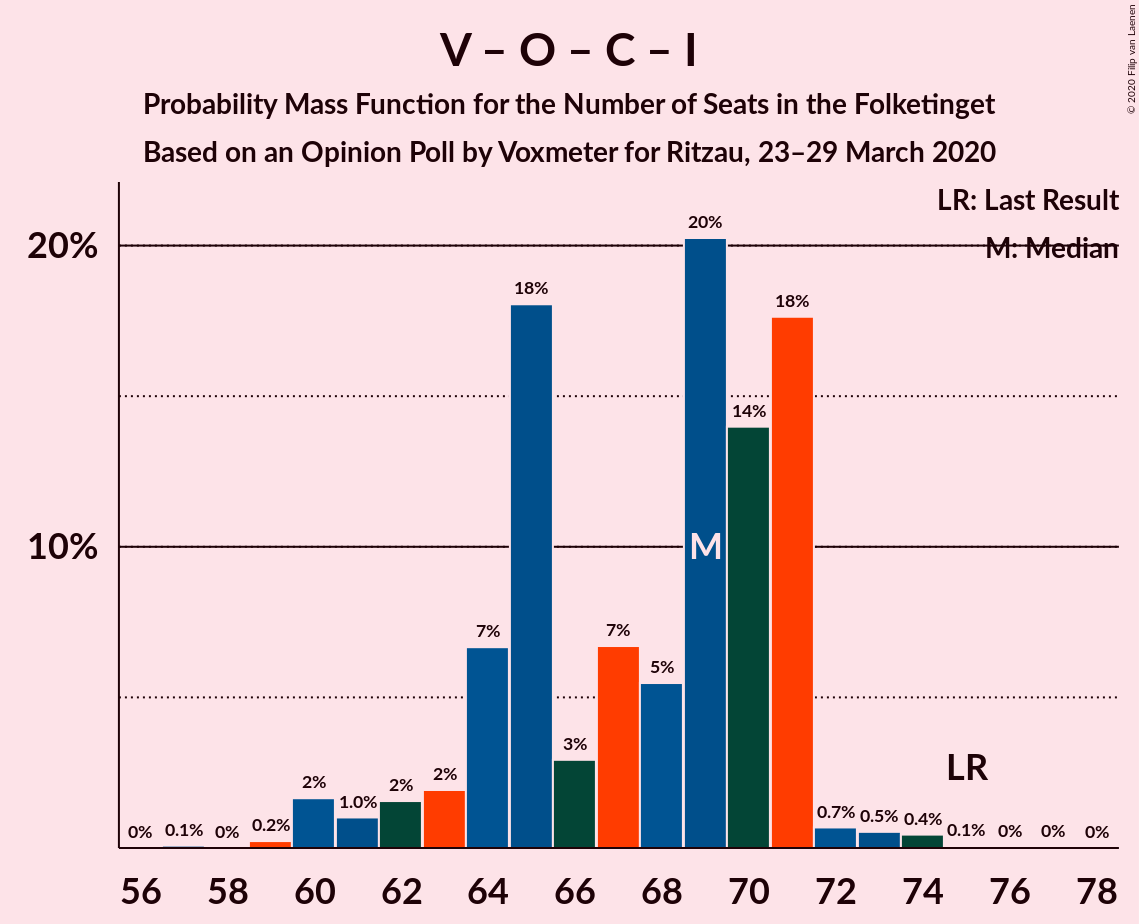 V – O – C – I
Probability Mass Function for the Number of Seats in the Folketinget
Based on an Opinion Poll by Voxmeter for Ritzau, 23–29 March 2020
© 2020 Filip van Laenen
LR: Last Result
M: Median
20%
10%
0% 0.1% 0% 0.2% 2% 1.0% 2% 2% 7% 18% 3% 7% 5% 20% 14% 18% 0.7% 0.5% 0.4% 0.1% 0% 0% 0%
M
LR
56 58 60 62 64 66 68 70 72 74 76 78